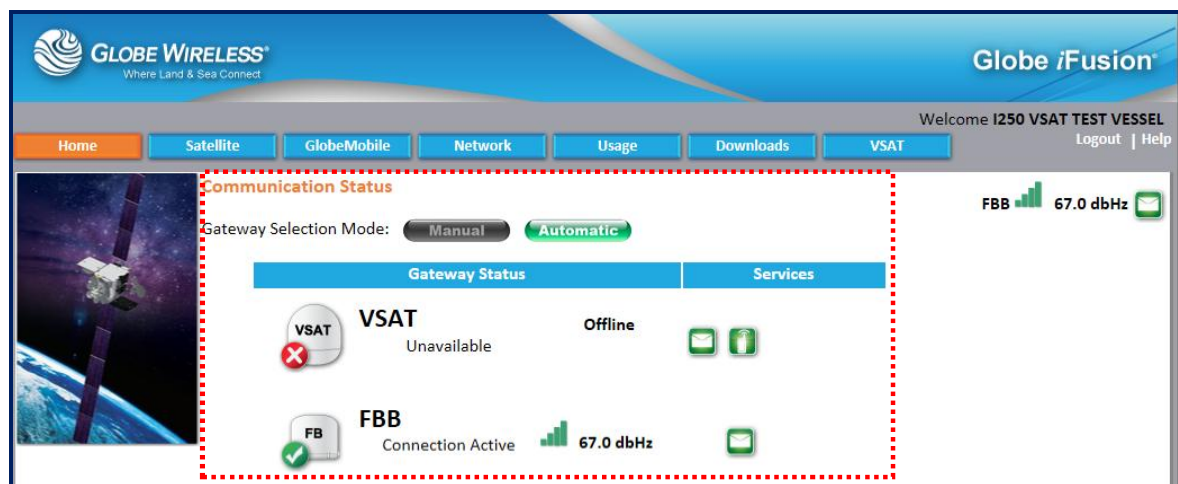 GLOBE WIRELESS®
Where Land & Sea Connect
Globe iFusion®
Welcome I250 VSAT TEST VESSEL
Home Satellite GlobeMobile Network Usage Downloads VSAT Logout | Help
Communication Status
FBB 67.0 dbHz
Gateway Selection Mode: Manual Automatic
Gateway Status Services
VSAT VSAT Offline
Unavailable
FB FBB
Connection Active 67.0 dbHz